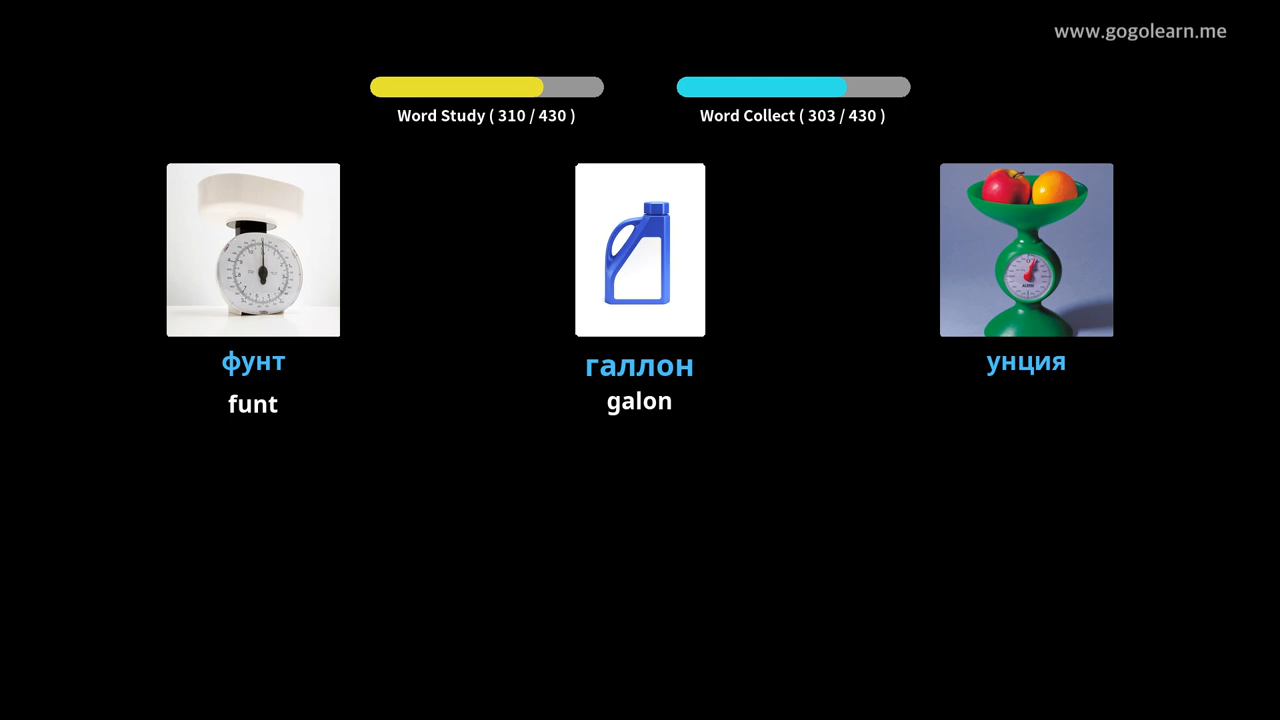 www.gogolearn.me
Word Study ( 310 / 430 )
Word Collect ( 303 / 430 )
фунт
галлон
унция
funt
galon